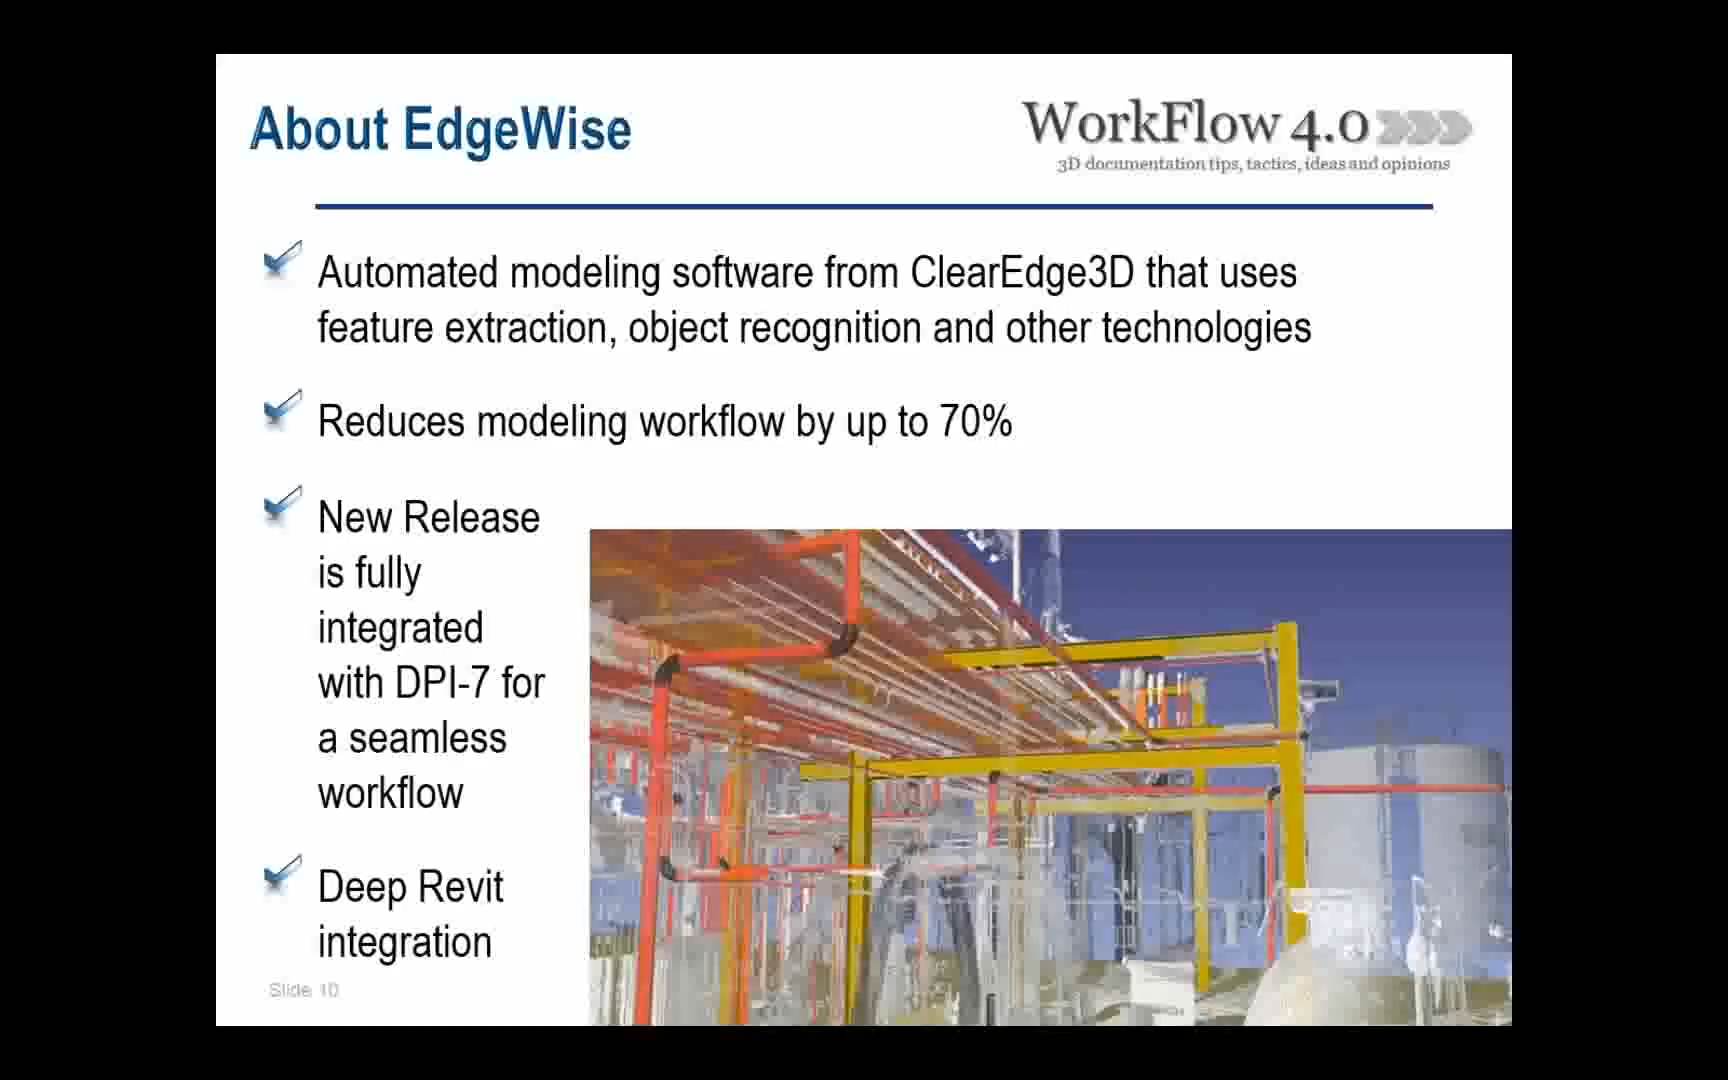 About EdgeWise
WorkFlow 4.0
3D documentation tips, tactics, ideas and opinions
Automated modeling software from ClearEdge3D that uses
feature extraction, object recognition and other technologies
Reduces modeling workflow by up to 70%
New Release
is fully
integrated
with DPI-7 for
a seamless
workflow
Deep Revit
integration
Slide 10